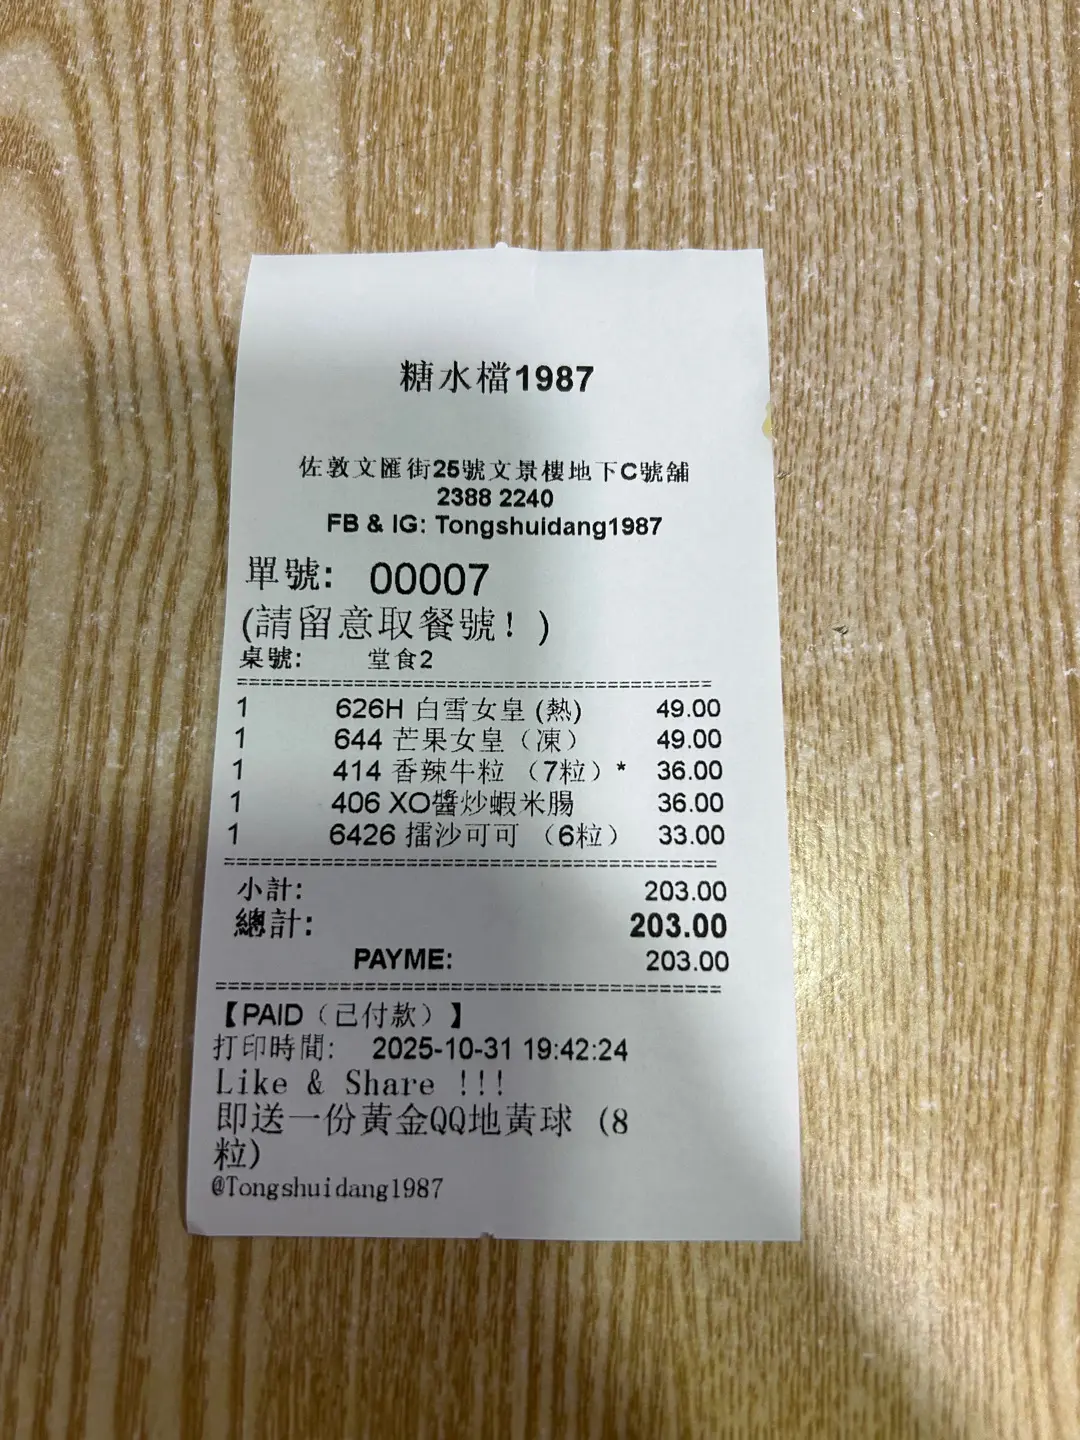 糖水檔1987
佐敦文匯街25號文景樓地下C號舖
2388 2240
FB & IG: Tongshuidang1987
單號: 00007
(請留意取餐號! )
桌號: 堂食2
========================================
1 626H 白雪女皇 (熱) 49.00
1 644 芒果女皇（凍） 49.00
1 414 香辣牛粒 （7粒）* 36.00
1 406 XO醬炒蝦米腸 36.00
1 6426 擂沙可可 （6粒） 33.00
========================================
小計: 203.00
總計: 203.00
PAYME: 203.00
========================================
【PAID（已付款）】
打印時間: 2025-10-31 19:42:24
Like & Share !!!
即送一份黃金QQ地黃球 (8
粒)
@Tongshuidang1987